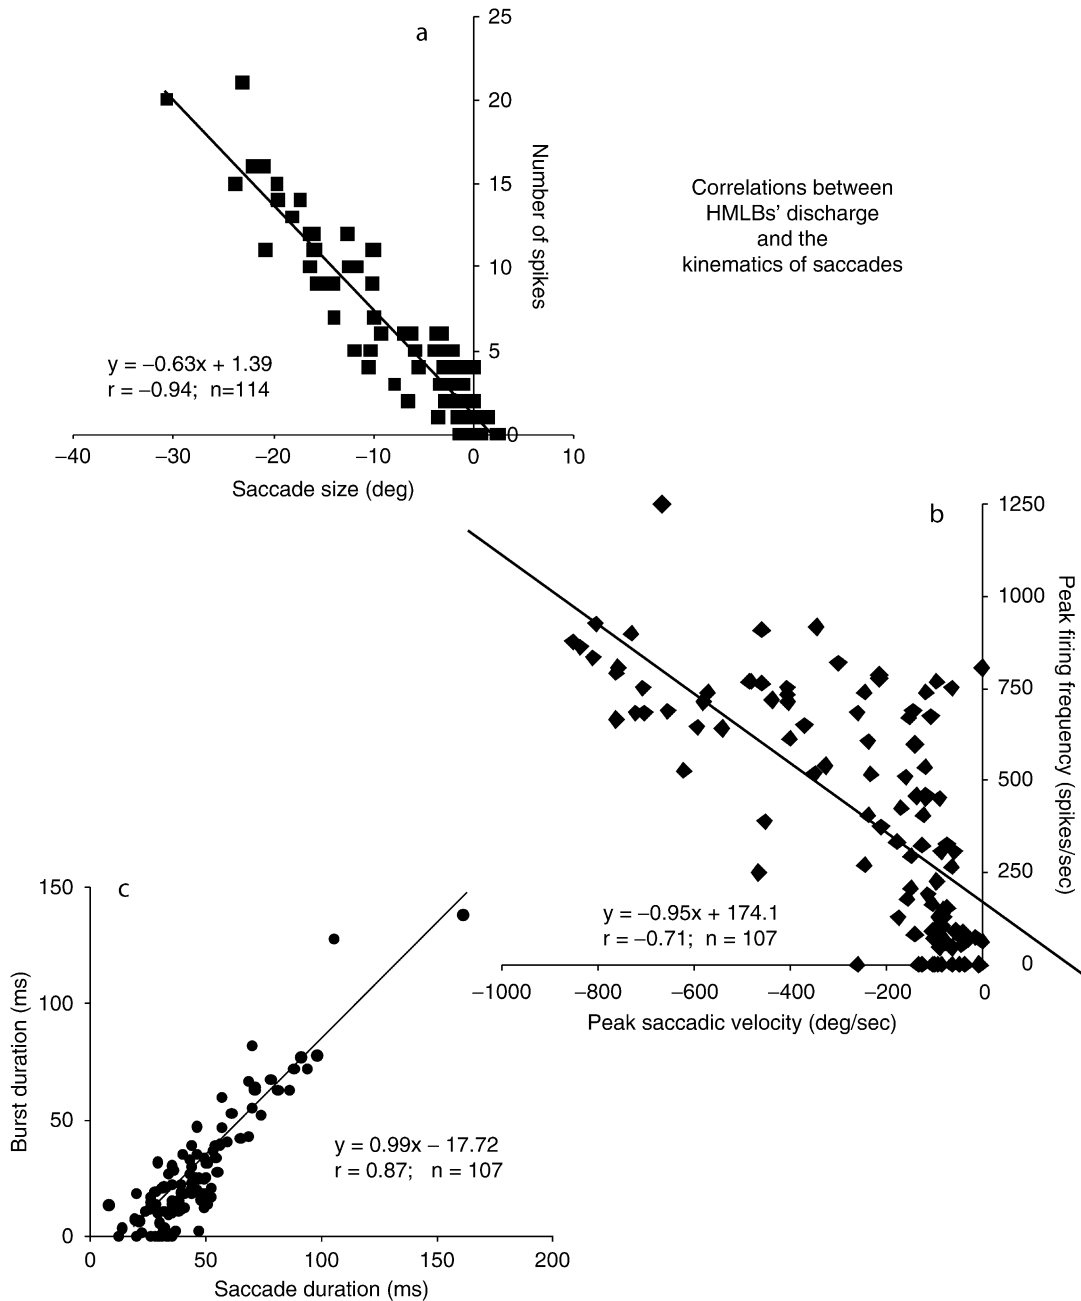 a
25
20
15
10
5
0
Number of spikes
y = −0.63x + 1.39
r = −0.94;  n=114
−40 −30 −20 −10 0 10
Saccade size (deg)
Correlations between
HMLBs’ discharge
and the
kinematics of saccades
b
1250
1000
750
500
250
0
Peak firing frequency (spikes/sec)
y = −0.95x + 174.1
r = −0.71;  n = 107
−1000 −800 −600 −400 −200 0
Peak saccadic velocity (deg/sec)
c
150
100
50
0
Burst duration (ms)
y = 0.99x − 17.72
r = 0.87;   n = 107
0 50 100 150 200
Saccade duration (ms)